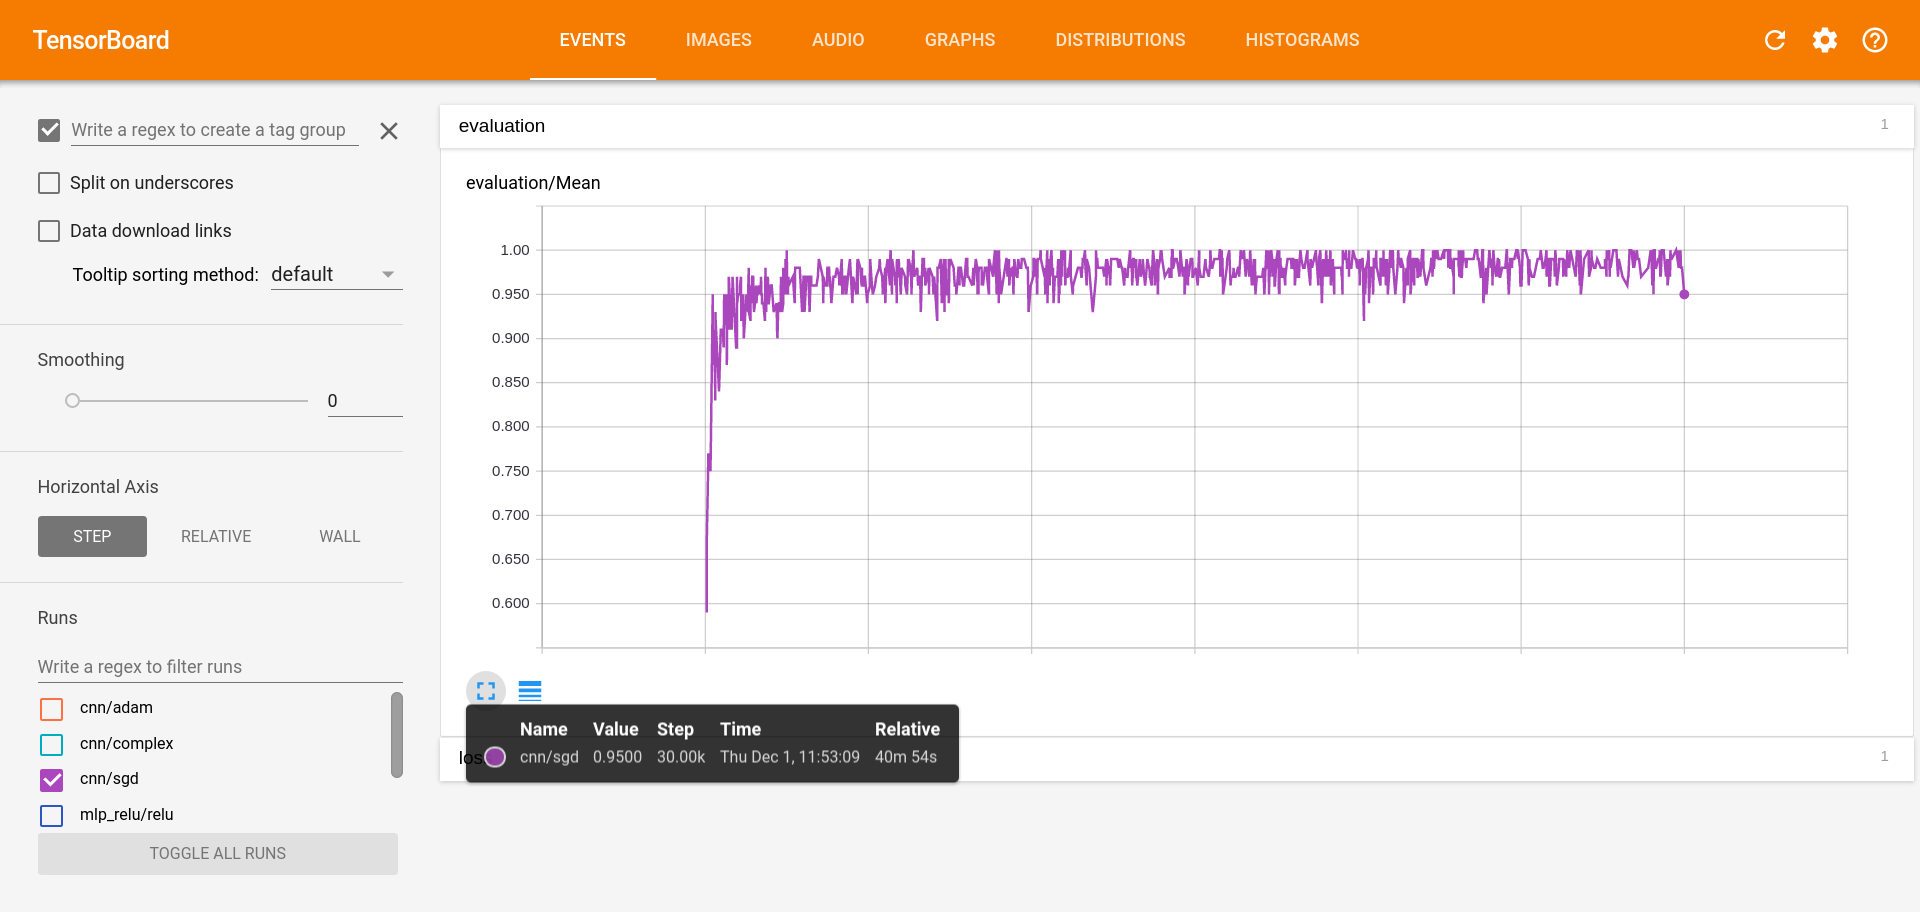 TensorBoard
EVENTS IMAGES AUDIO GRAPHS DISTRIBUTIONS HISTOGRAMS
Write a regex to create a tag group
Split on underscores
Data download links
Tooltip sorting method: default
Smoothing
0
Horizontal Axis
STEP RELATIVE WALL
Runs
Write a regex to filter runs
cnn/adam
cnn/complex
cnn/sgd
mlp_relu/relu
TOGGLE ALL RUNS
evaluation 1
evaluation/Mean
1.00
0.950
0.900
0.850
0.800
0.750
0.700
0.650
0.600
Name Value Step Time Relative
cnn/sgd 0.9500 30.00k Thu Dec 1, 11:53:09 40m 54s
1